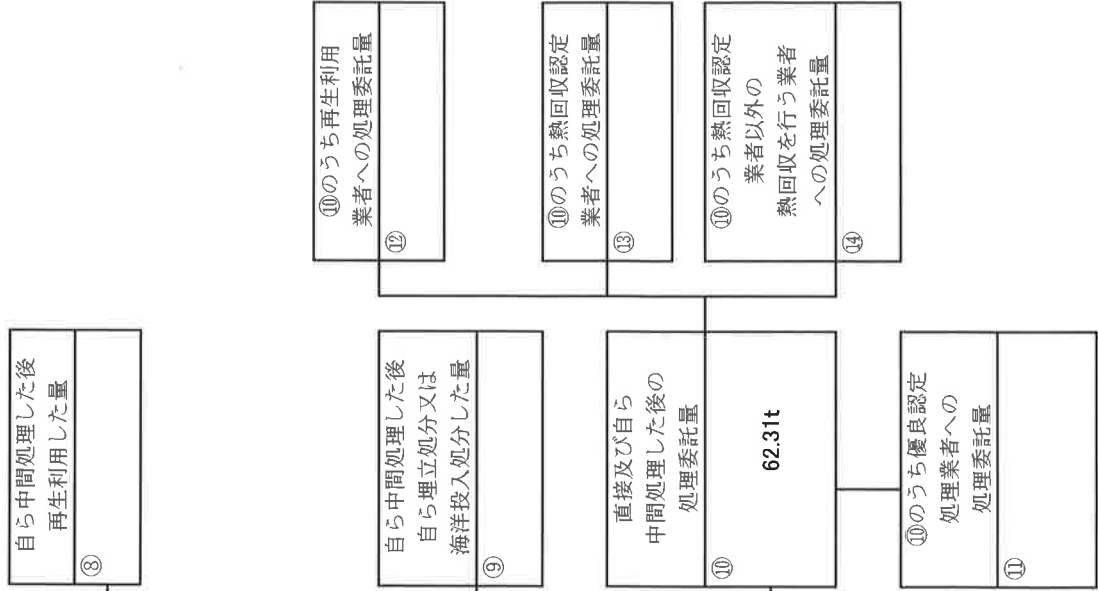 自ら中間処理した後
再生利用した量
⑧
自ら中間処理した後
自ら埋立処分又は
海洋投入処分した量
⑨
直接及び自ら
中間処理した後の
処理委託量
⑩
62.31t
⑩のうち優良認定
処理業者への
処理委託量
⑪
⑩のうち再生利用
業者への処理委託量
⑫
⑩のうち熱回収認定
業者への処理委託量
⑬
⑩のうち熱回収認定
業者以外の
熱回収を行う業者
への処理委託量
⑭